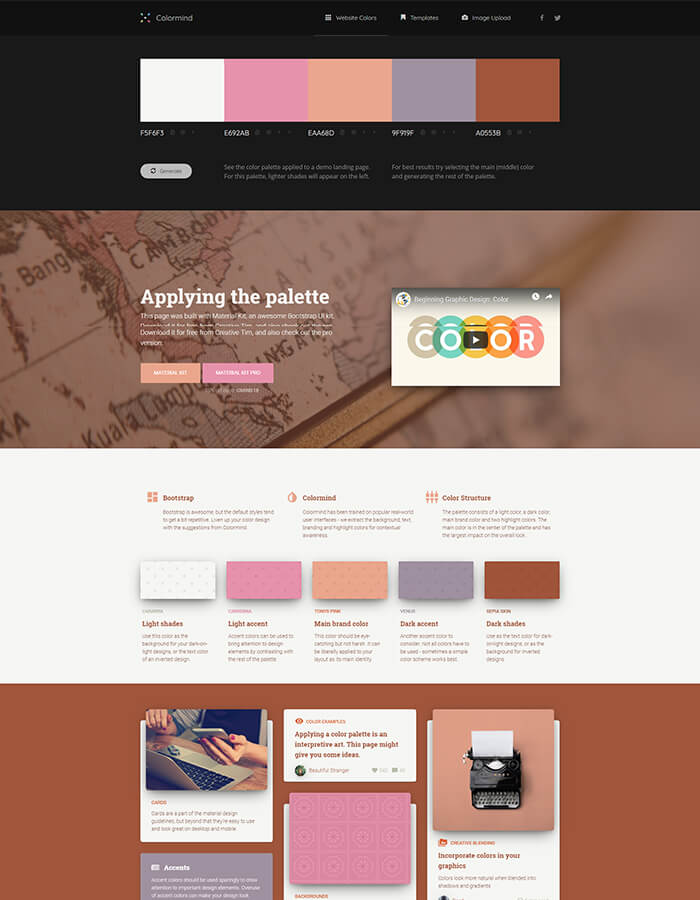 Colormind
Website Colors
Templates
Image Upload
F5F6F3
E692AB
EAA68D
9F919F
A0553B
Generate
See the color palette applied to a demo landing page.
For this palette, lighter shades will appear on the left.
For best results try selecting the main (middle) color
and generating the rest of the palette.
Bangkok
CAMBODIA
Kuala
Applying the palette
This page was built with Material Kit, an awesome Bootstrap UI kit.
Download it for free from Creative Tim, and also check out the pro
Download it for free from Creative Tim, and also check out the pro
version:
MATERIAL KIT
MATERIAL KIT PRO
Beginning Graphic Design: Color
COLOR
Bootstrap
Bootstrap is awesome, but the default styles tend
to get a bit repetitive. Liven up your color design
with the suggestions from Colormind.
Colormind
Colormind has been trained on popular real-world
user interfaces - we extract the background, text,
branding and highlight colors for contextual
awareness.
Color Structure
The palette consists of a light color, a dark color,
main brand color and two highlight colors. The
main color is in the center of the palette and has
the largest impact on the overall look.
CARISSMA
TONYS PINK
VENUS
SEPIA SKIN
Light shades
Use this color as the
background for your dark-on-
light designs, or the text color
of an inverted design.
Light accent
Accent colors can be used to
bring attention to design
elements by contrasting with
the rest of the palette.
Main brand color
This color should be eye-
catching but not harsh. It can
be liberally applied to your
layout as its main identity.
Dark accent
Another accent color to
consider. Not all colors have to
be used - sometimes a simple
color scheme works best.
Dark shades
Use as the text color for dark-
on-light designs, or as the
background for inverted
designs.
CARDS
Cards are a part of the material design
guidelines, but beyond that they're easy to use
and look great on desktop and mobile.
Accents
Accent colors should be used sparingly to draw
attention to important design elements. Overuse
of accent colors can make your design look
COLOR EXAMPLES
Applying a color palette is an
interpretive art. This page might
give you some ideas.
Beautiful Stranger
BACKGROUNDS
CREATIVE BLENDING
Incorporate colors in your
graphics
Colors look more natural when blended into
shadows and gradients